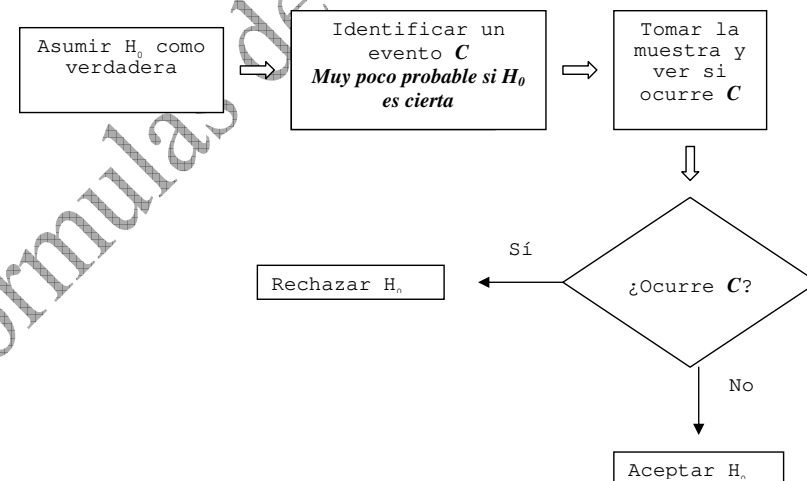 Asumir H₀ como
verdadera
Identificar un
evento C
Muy poco probable si H₀
es cierta
Tomar la
muestra y
ver si
ocurre C
¿Ocurre C?
Sí
Rechazar H₀
No
Aceptar H₀